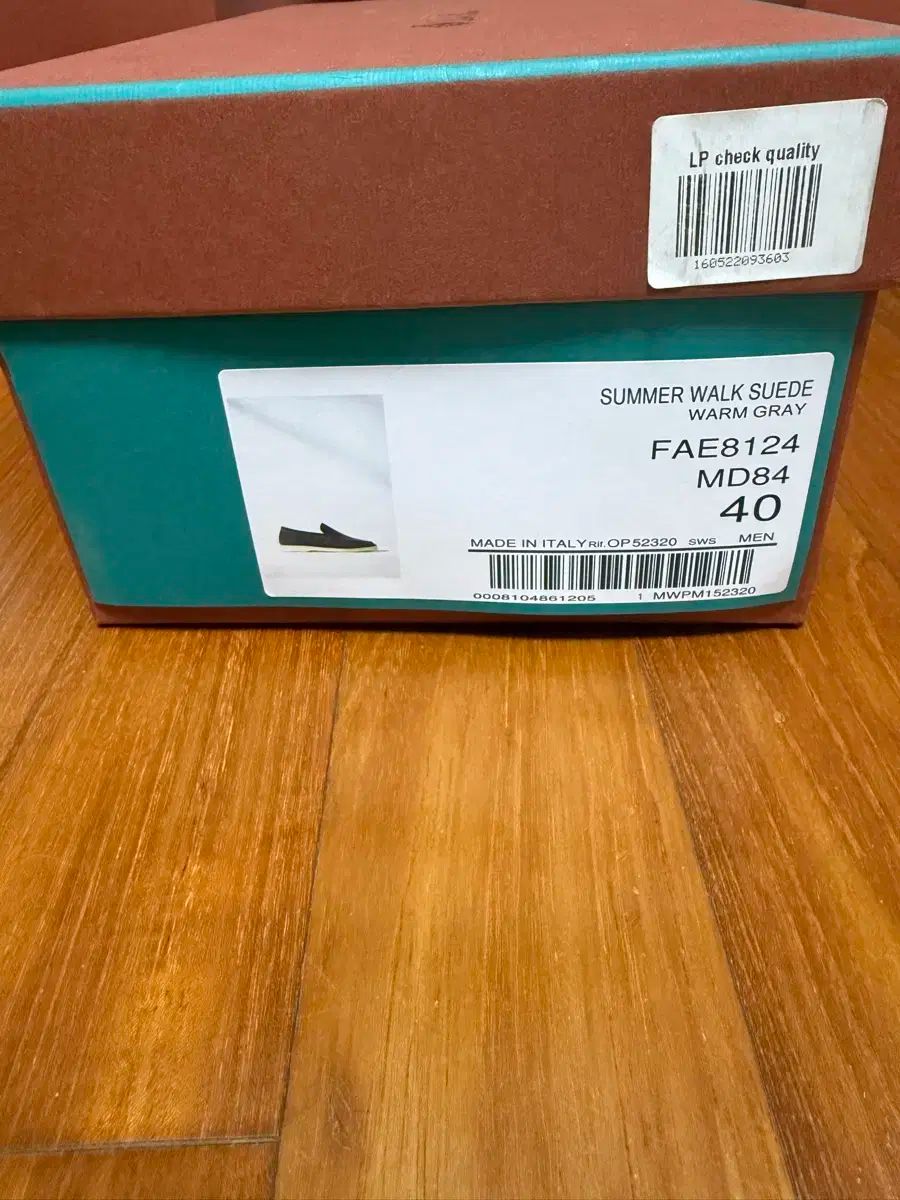 LP check quality
160522093603
SUMMER WALK SUEDE
WARM GRAY
FAE8124
MD84
40
MADE IN ITALY Rif. OP52320 SWS MEN
0008104861205 1 MWPM152320